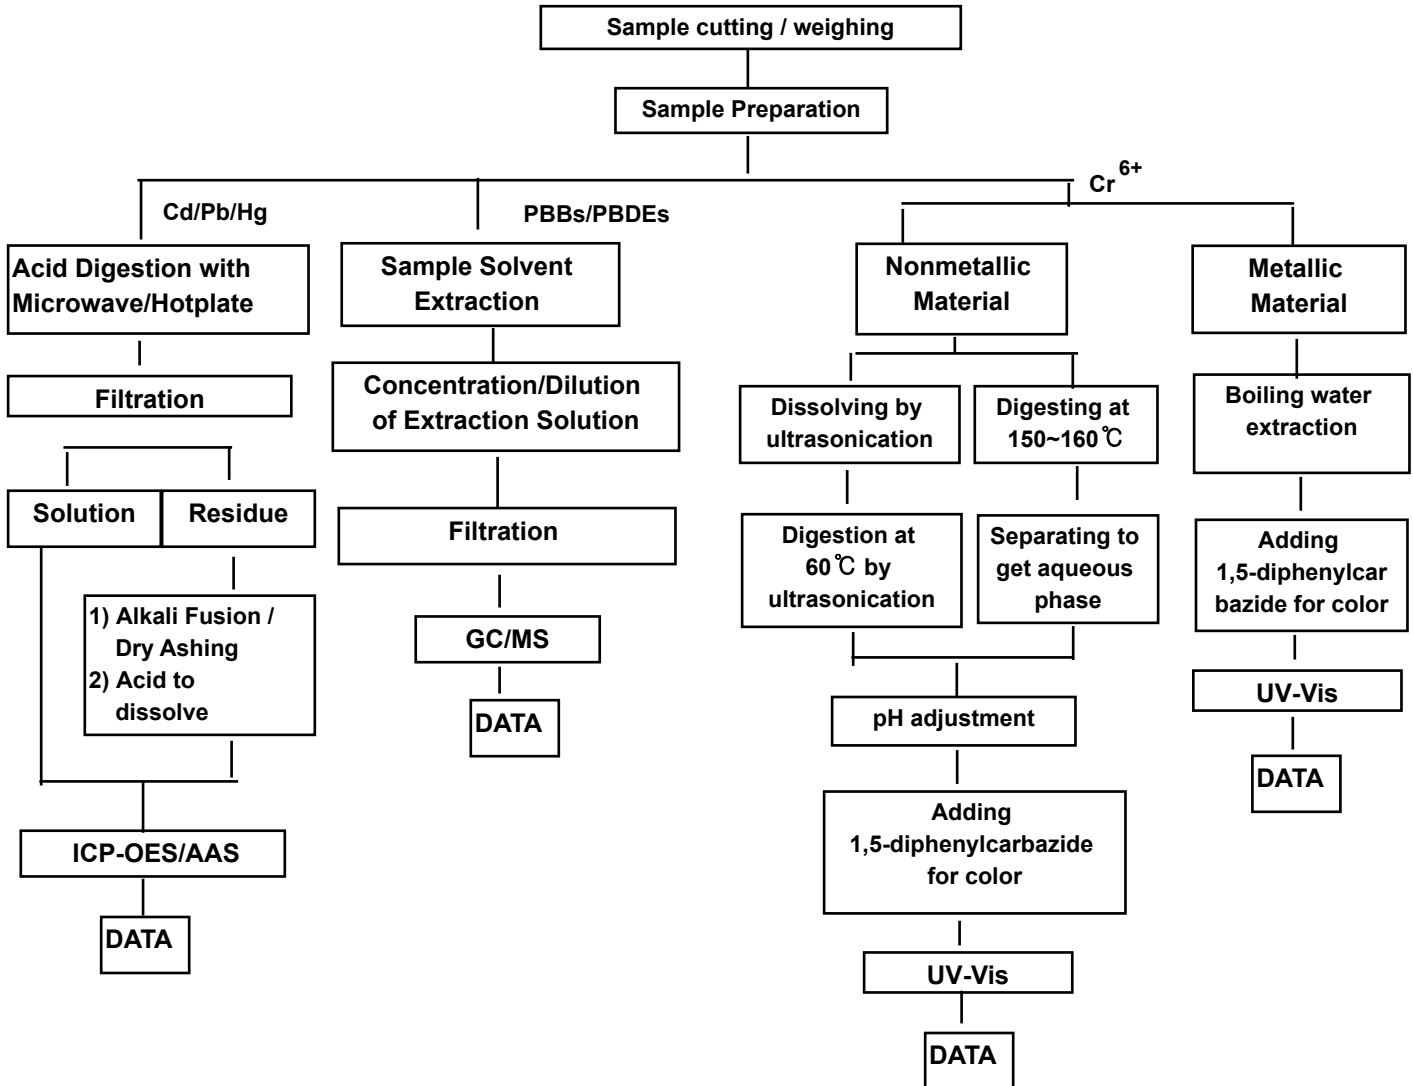 Sample cutting / weighing
Sample Preparation
Cd/Pb/Hg
Acid Digestion with
Microwave/Hotplate
Filtration
Solution
Residue
1) Alkali Fusion /
Dry Ashing
2) Acid to
dissolve
ICP-OES/AAS
DATA
PBBs/PBDEs
Sample Solvent
Extraction
Concentration/Dilution
of Extraction Solution
Filtration
GC/MS
DATA
Cr 6+
Nonmetallic
Material
Dissolving by
ultrasonication
Digestion at
60℃ by
ultrasonication
Digesting at
150~160℃
Separating to
get aqueous
phase
pH adjustment
Adding
1,5-diphenylcarbazide
for color
UV-Vis
DATA
Metallic
Material
Boiling water
extraction
Adding
1,5-diphenylcar
bazide for color
UV-Vis
DATA